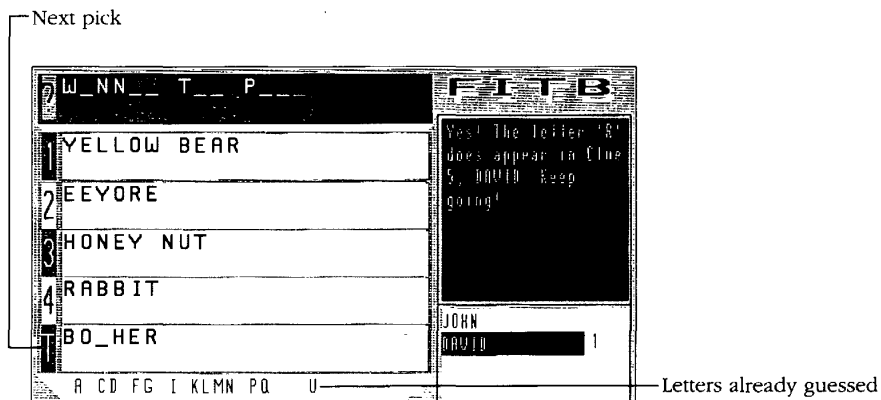 Next pick
? W_NN__ T__ P___
FITB
1 YELLOW BEAR
2 EEYORE
3 HONEY NUT
4 RABBIT
T BO_HER
Yes! The letter 'R'
does appear in Clue
5, DAVID. Keep
going!
JOHN
DAVID 1
A CD FG I KLMN PQ U
Letters already guessed